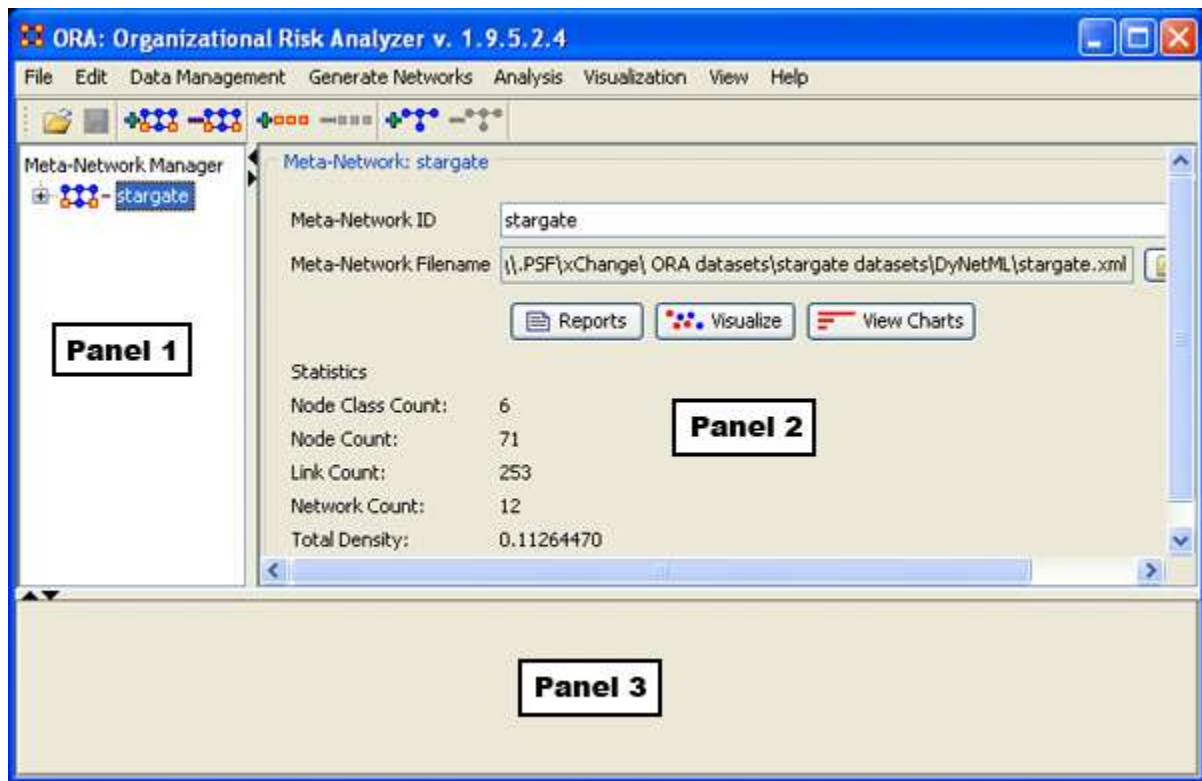 ORA: Organizational Risk Analyzer v. 1.9.5.2.4
File Edit Data Management Generate Networks Analysis Visualization View Help
Meta-Network Manager
stargate
Panel 1
Meta-Network: stargate
Meta-Network ID stargate
Meta-Network Filename \\.PSF\xChange\ ORA datasets\stargate datasets\DyNetML\stargate.xml
Reports Visualize View Charts
Statistics
Node Class Count: 6
Node Count: 71
Link Count: 253
Network Count: 12
Total Density: 0.11264470
Panel 2
Panel 3